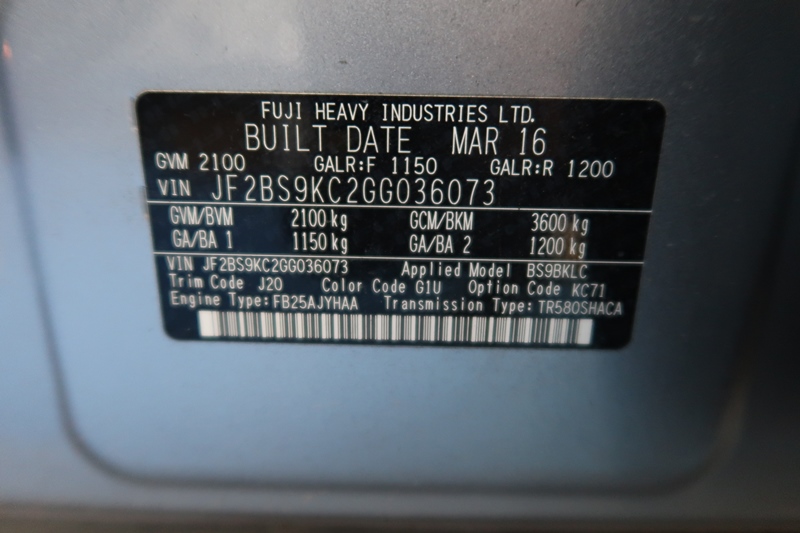 FUJI HEAVY INDUSTRIES LTD.
BUILT DATE MAR 16
GVM 2100 GALR:F 1150 GALR:R 1200
VIN JF2BS9KC2GG036073
GVM/BVM 2100 kg GCM/BKM 3600 kg
GA/BA 1 1150 kg GA/BA 2 1200 kg
VIN JF2BS9KC2GG036073 Applied Model BS9BKLC
Trim Code J20 Color Code G1U Option Code KC71
Engine Type: FB25AJYHAA Transmission Type: TR580SHACA